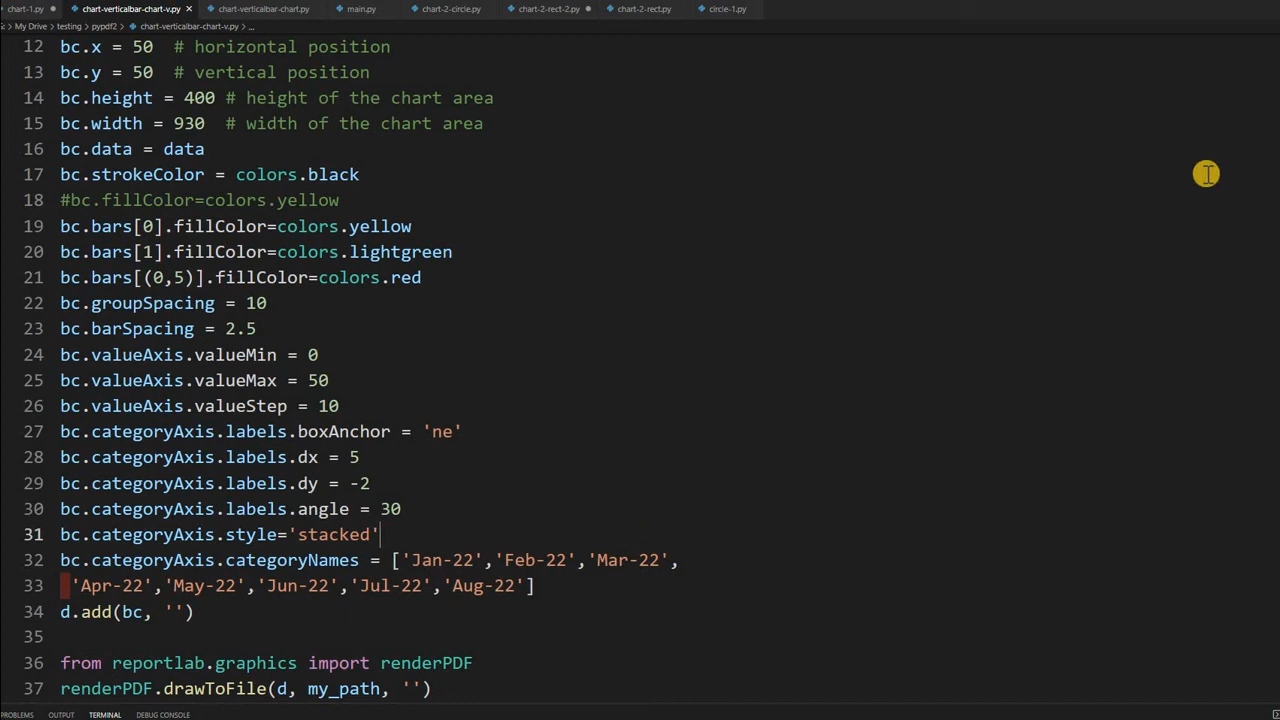 chart-1.py chart-verticalbar-chart-v.py chart-verticalbar-chart.py main.py chart-2-circle.py chart-2-rect-2.py chart-2-rect.py circle-1.py
: > My Drive > testing > pypdf2 > chart-verticalbar-chart-v.py > ...
12 bc.x = 50 # horizontal position
13 bc.y = 50 # vertical position
14 bc.height = 400 # height of the chart area
15 bc.width = 930 # width of the chart area
16 bc.data = data
17 bc.strokeColor = colors.black
18 #bc.fillColor=colors.yellow
19 bc.bars[0].fillColor=colors.yellow
20 bc.bars[1].fillColor=colors.lightgreen
21 bc.bars[(0,5)].fillColor=colors.red
22 bc.groupSpacing = 10
23 bc.barSpacing = 2.5
24 bc.valueAxis.valueMin = 0
25 bc.valueAxis.valueMax = 50
26 bc.valueAxis.valueStep = 10
27 bc.categoryAxis.labels.boxAnchor = 'ne'
28 bc.categoryAxis.labels.dx = 5
29 bc.categoryAxis.labels.dy = -2
30 bc.categoryAxis.labels.angle = 30
31 bc.categoryAxis.style='stacked'
32 bc.categoryAxis.categoryNames = ['Jan-22','Feb-22','Mar-22',
33 'Apr-22','May-22','Jun-22','Jul-22','Aug-22']
34 d.add(bc, '')
35
36 from reportlab.graphics import renderPDF
37 renderPDF.drawToFile(d, my_path, '')
PROBLEMS OUTPUT TERMINAL DEBUG CONSOLE